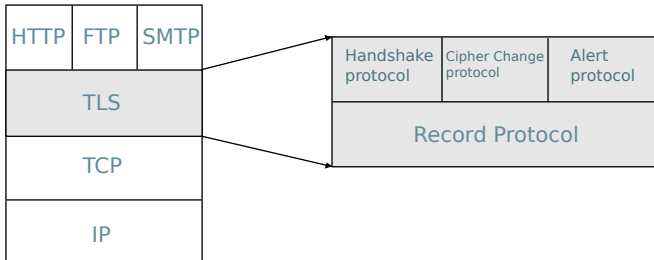 HTTP FTP SMTP
TLS
TCP
IP
Handshake protocol
Cipher Change protocol
Alert protocol
Record Protocol